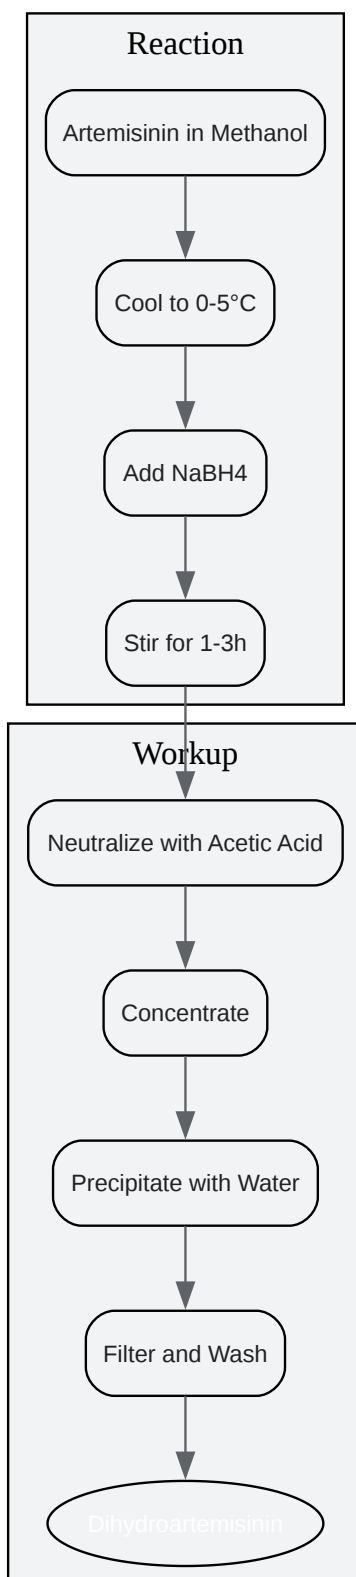 Reaction
Artemisinin in Methanol
Cool to 0-5°C
Add NaBH4
Stir for 1-3h
Workup
Neutralize with Acetic Acid
Concentrate
Precipitate with Water
Filter and Wash
Dihydroartemisinin